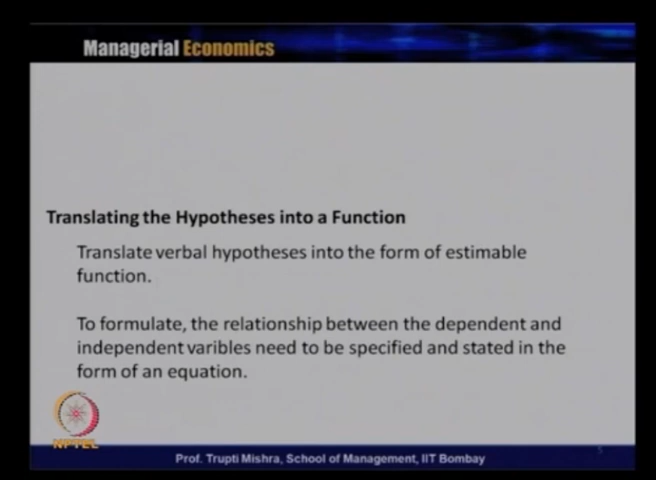 Managerial Economics
Translating the Hypotheses into a Function
Translate verbal hypotheses into the form of estimable
function.
To formulate, the relationship between the dependent and
independent varibles need to be specified and stated in the
form of an equation.
NPTEL
Prof. Trupti Mishra, School of Management, IIT Bombay
5